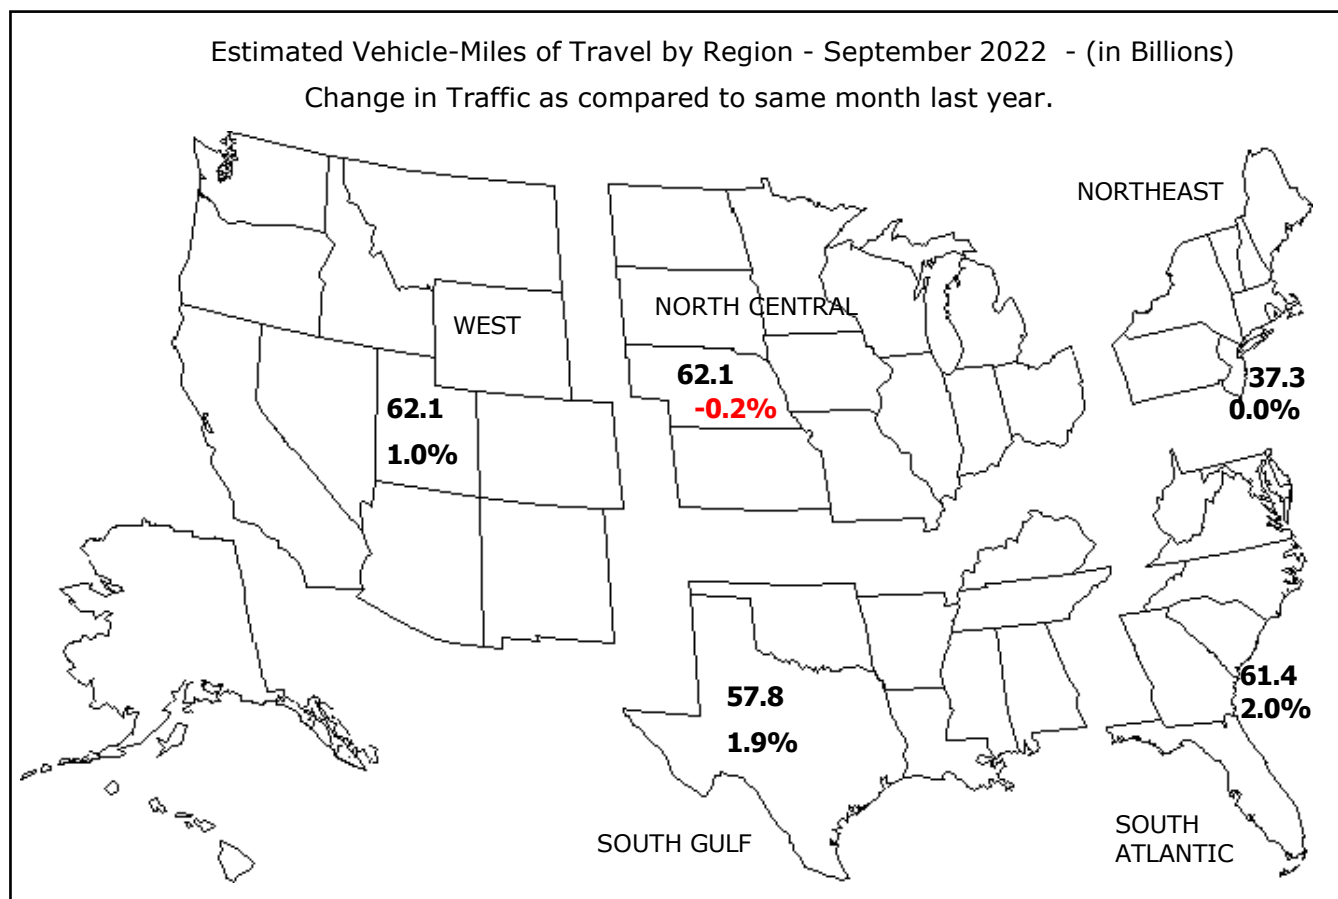 Estimated Vehicle-Miles of Travel by Region - September 2022 - (in Billions)
Change in Traffic as compared to same month last year.
NORTHEAST
NORTH CENTRAL
WEST
62.1
-0.2%
37.3
0.0%
62.1
1.0%
57.8
1.9%
61.4
2.0%
SOUTH GULF
SOUTH
ATLANTIC